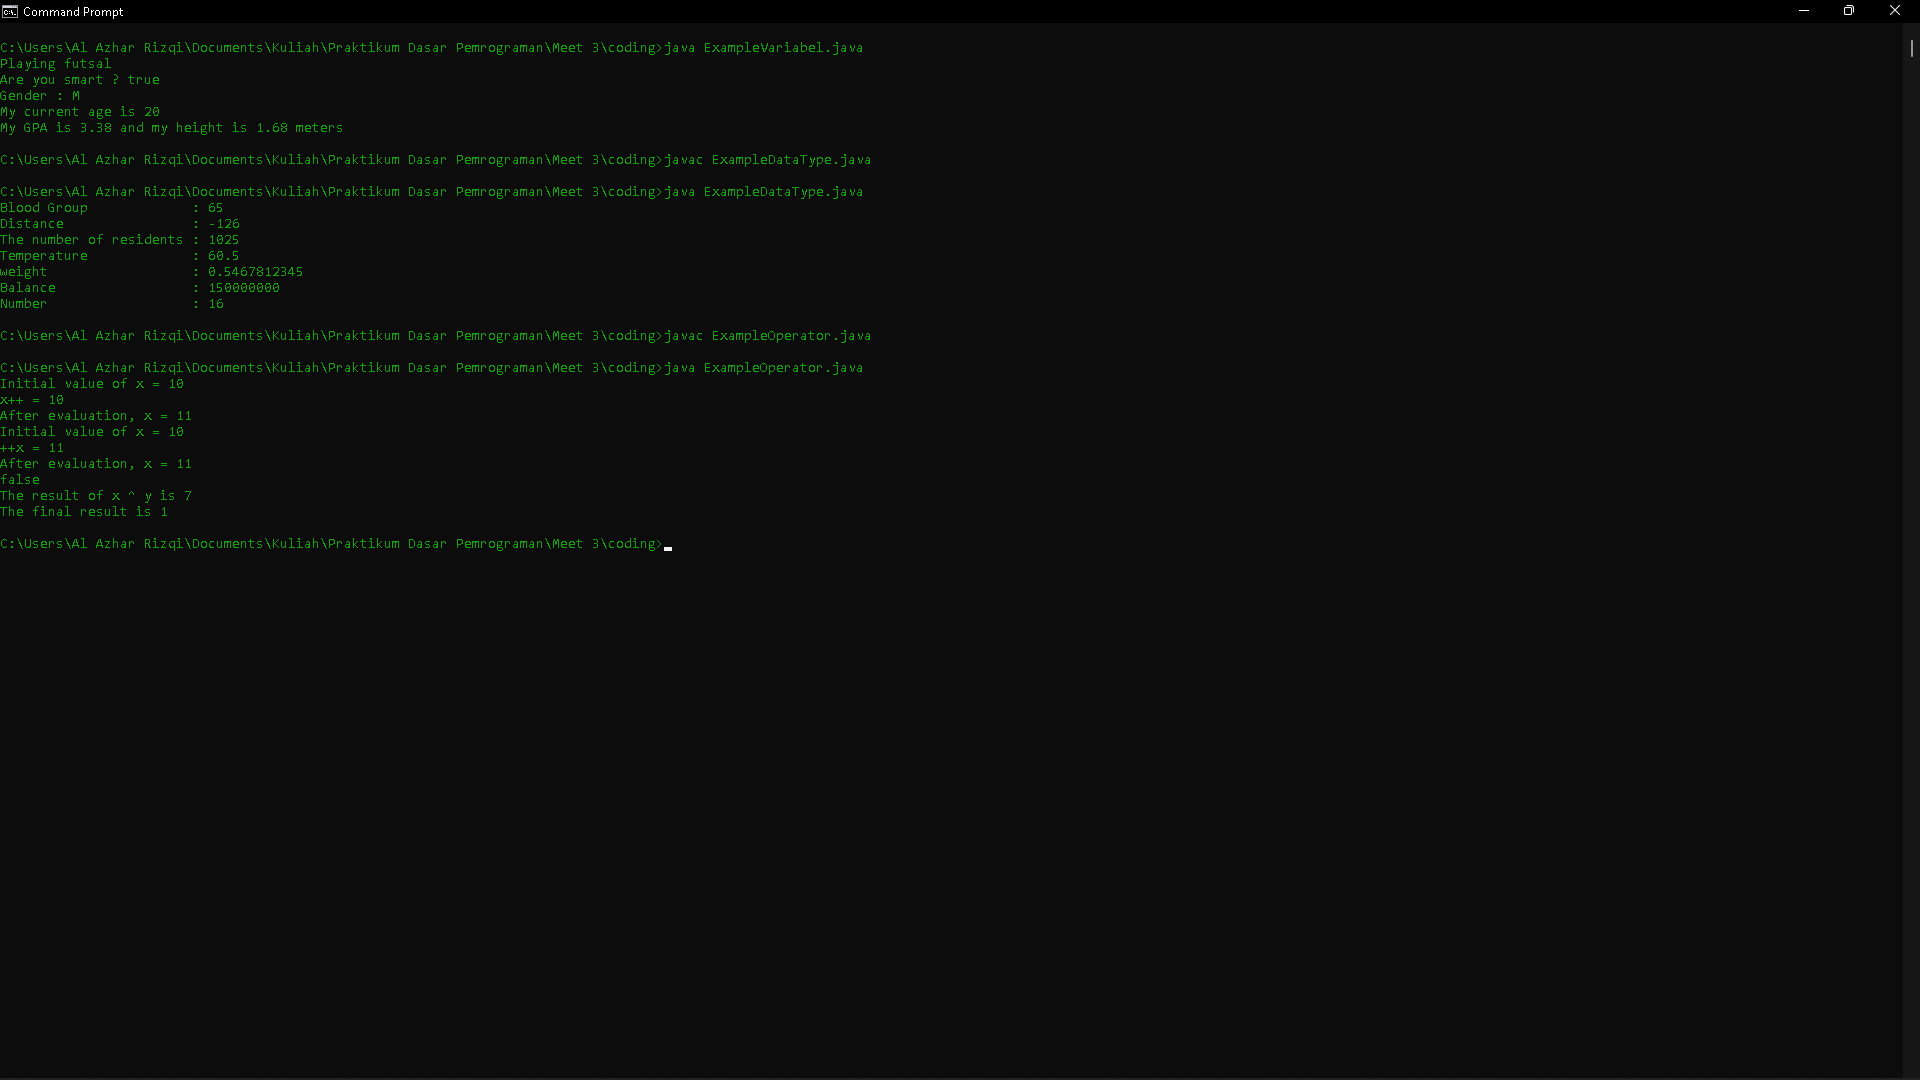 Command Prompt
C:\Users\Al Azhar Rizqi\Documents\Kuliah\Praktikum Dasar Pemrograman\Meet 3\coding>java ExampleVariabel.java
Playing futsal
Are you smart ? true
Gender : M
My current age is 20
My GPA is 3.38 and my height is 1.68 meters
C:\Users\Al Azhar Rizqi\Documents\Kuliah\Praktikum Dasar Pemrograman\Meet 3\coding>javac ExampleDataType.java
C:\Users\Al Azhar Rizqi\Documents\Kuliah\Praktikum Dasar Pemrograman\Meet 3\coding>java ExampleDataType.java
Blood Group             : 65
Distance                : -126
The number of residents : 1025
Temperature             : 60.5
weight                  : 0.5467812345
Balance                 : 150000000
Number                  : 16
C:\Users\Al Azhar Rizqi\Documents\Kuliah\Praktikum Dasar Pemrograman\Meet 3\coding>javac ExampleOperator.java
C:\Users\Al Azhar Rizqi\Documents\Kuliah\Praktikum Dasar Pemrograman\Meet 3\coding>java ExampleOperator.java
Initial value of x = 10
x++ = 10
After evaluation, x = 11
Initial value of x = 10
++x = 11
After evaluation, x = 11
false
The result of x ^ y is 7
The final result is 1
C:\Users\Al Azhar Rizqi\Documents\Kuliah\Praktikum Dasar Pemrograman\Meet 3\coding>